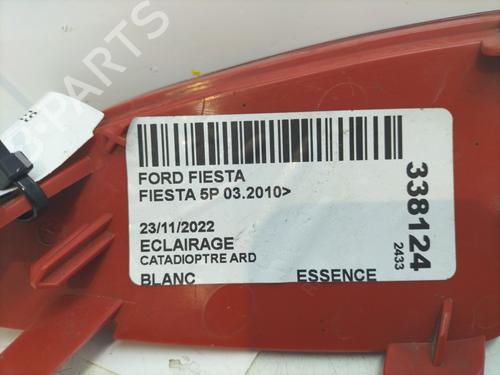 FORD FIESTA
FIESTA 5P 03.2010>
23/11/2022
ECLAIRAGE
CATADIOPTRE ARD
BLANC ESSENCE
338124
2433
B-PARTS